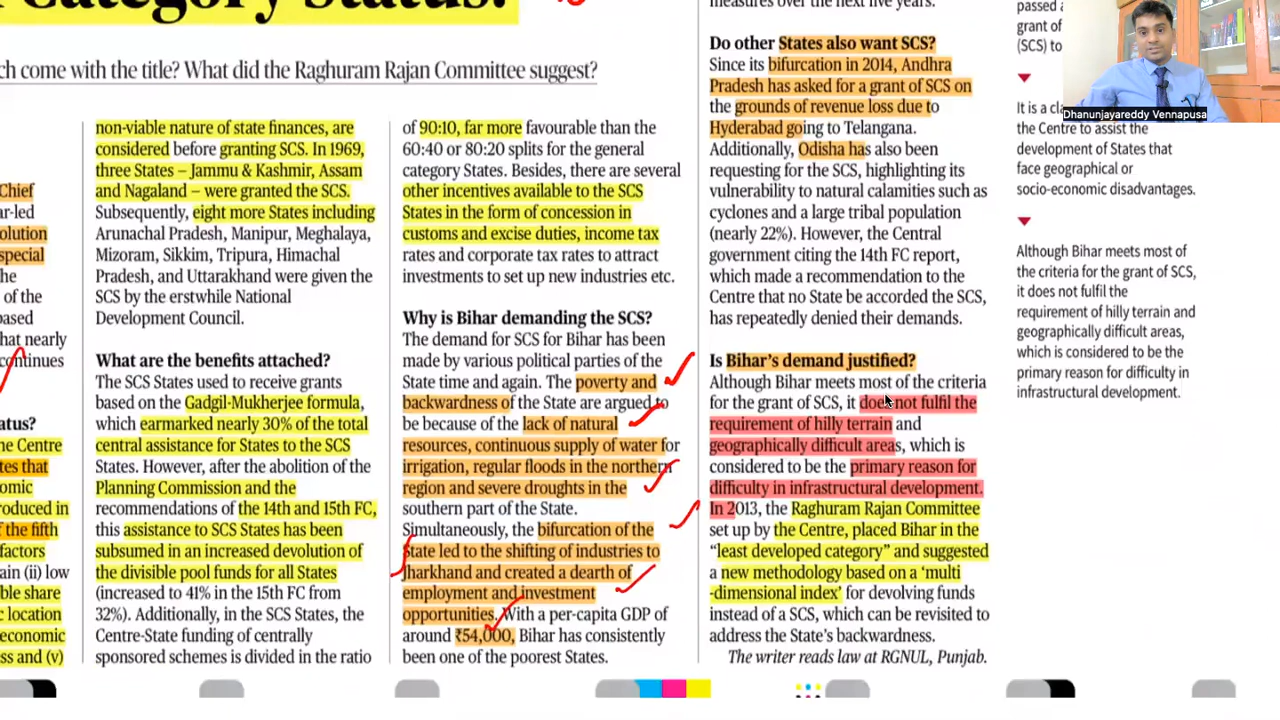 Category Status?
ch come with the title? What did the Raghuram Rajan Committee suggest?
Chief
ar-led
olution
special
he
of the
based
hat nearly
continues
atus?
he Centre
tes that
omic
roduced in
f the fifth
factors
ain (ii) low
ble share
c location
economic
ess and (v)
non-viable nature of state finances, are
considered before granting SCS. In 1969,
three States – Jammu & Kashmir, Assam
and Nagaland – were granted the SCS.
Subsequently, eight more States including
Arunachal Pradesh, Manipur, Meghalaya,
Mizoram, Sikkim, Tripura, Himachal
Pradesh, and Uttarakhand were given the
SCS by the erstwhile National
Development Council.
What are the benefits attached?
The SCS States used to receive grants
based on the Gadgil-Mukherjee formula,
which earmarked nearly 30% of the total
central assistance for States to the SCS
States. However, after the abolition of the
Planning Commission and the
recommendations of the 14th and 15th FC,
this assistance to SCS States has been
subsumed in an increased devolution of
the divisible pool funds for all States
(increased to 41% in the 15th FC from
32%). Additionally, in the SCS States, the
Centre-State funding of centrally
sponsored schemes is divided in the ratio
of 90:10, far more favourable than the
60:40 or 80:20 splits for the general
category States. Besides, there are several
other incentives available to the SCS
States in the form of concession in
customs and excise duties, income tax
rates and corporate tax rates to attract
investments to set up new industries etc.
Why is Bihar demanding the SCS?
The demand for SCS for Bihar has been
made by various political parties of the
State time and again. The poverty and
backwardness of the State are argued to
be because of the lack of natural
resources, continuous supply of water for
irrigation, regular floods in the northern
region and severe droughts in the
southern part of the State.
Simultaneously, the bifurcation of the
State led to the shifting of industries to
Jharkhand and created a dearth of
employment and investment
opportunities. With a per-capita GDP of
around ₹54,000, Bihar has consistently
been one of the poorest States.
measures over the next five years.
Do other States also want SCS?
Since its bifurcation in 2014, Andhra
Pradesh has asked for a grant of SCS on
the grounds of revenue loss due to
Hyderabad going to Telangana.
Additionally, Odisha has also been
requesting for the SCS, highlighting its
vulnerability to natural calamities such as
cyclones and a large tribal population
(nearly 22%). However, the Central
government citing the 14th FC report,
which made a recommendation to the
Centre that no State be accorded the SCS,
has repeatedly denied their demands.
Is Bihar's demand justified?
Although Bihar meets most of the criteria
for the grant of SCS, it does not fulfil the
requirement of hilly terrain and
geographically difficult areas, which is
considered to be the primary reason for
difficulty in infrastructural development.
In 2013, the Raghuram Rajan Committee
set up by the Centre, placed Bihar in the
“least developed category” and suggested
a new methodology based on a ‘multi
-dimensional index’ for devolving funds
instead of a SCS, which can be revisited to
address the State's backwardness.
The writer reads law at RGNUL, Punjab.
passed
grant of
(SCS) to
Dhanunjayareddy Vennapusa
It is a
the Centre to assist the
development of States that
face geographical or
socio-economic disadvantages.
Although Bihar meets most of
the criteria for the grant of SCS,
it does not fulfil the
requirement of hilly terrain and
geographically difficult areas,
which is considered to be the
primary reason for difficulty in
infrastructural development.